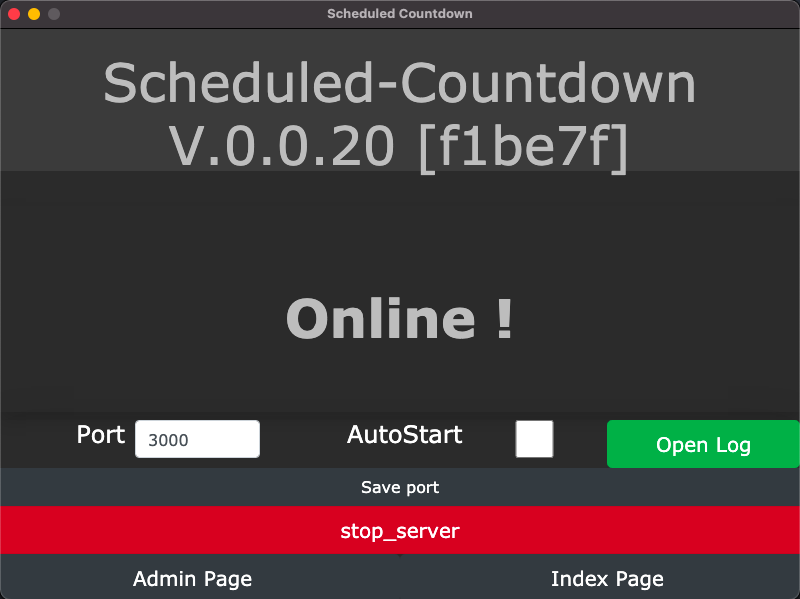 Scheduled Countdown
Scheduled-Countdown
V.0.0.20 [f1be7f]
Online !
Port 3000 AutoStart Open Log
Save port
stop_server
Admin Page Index Page